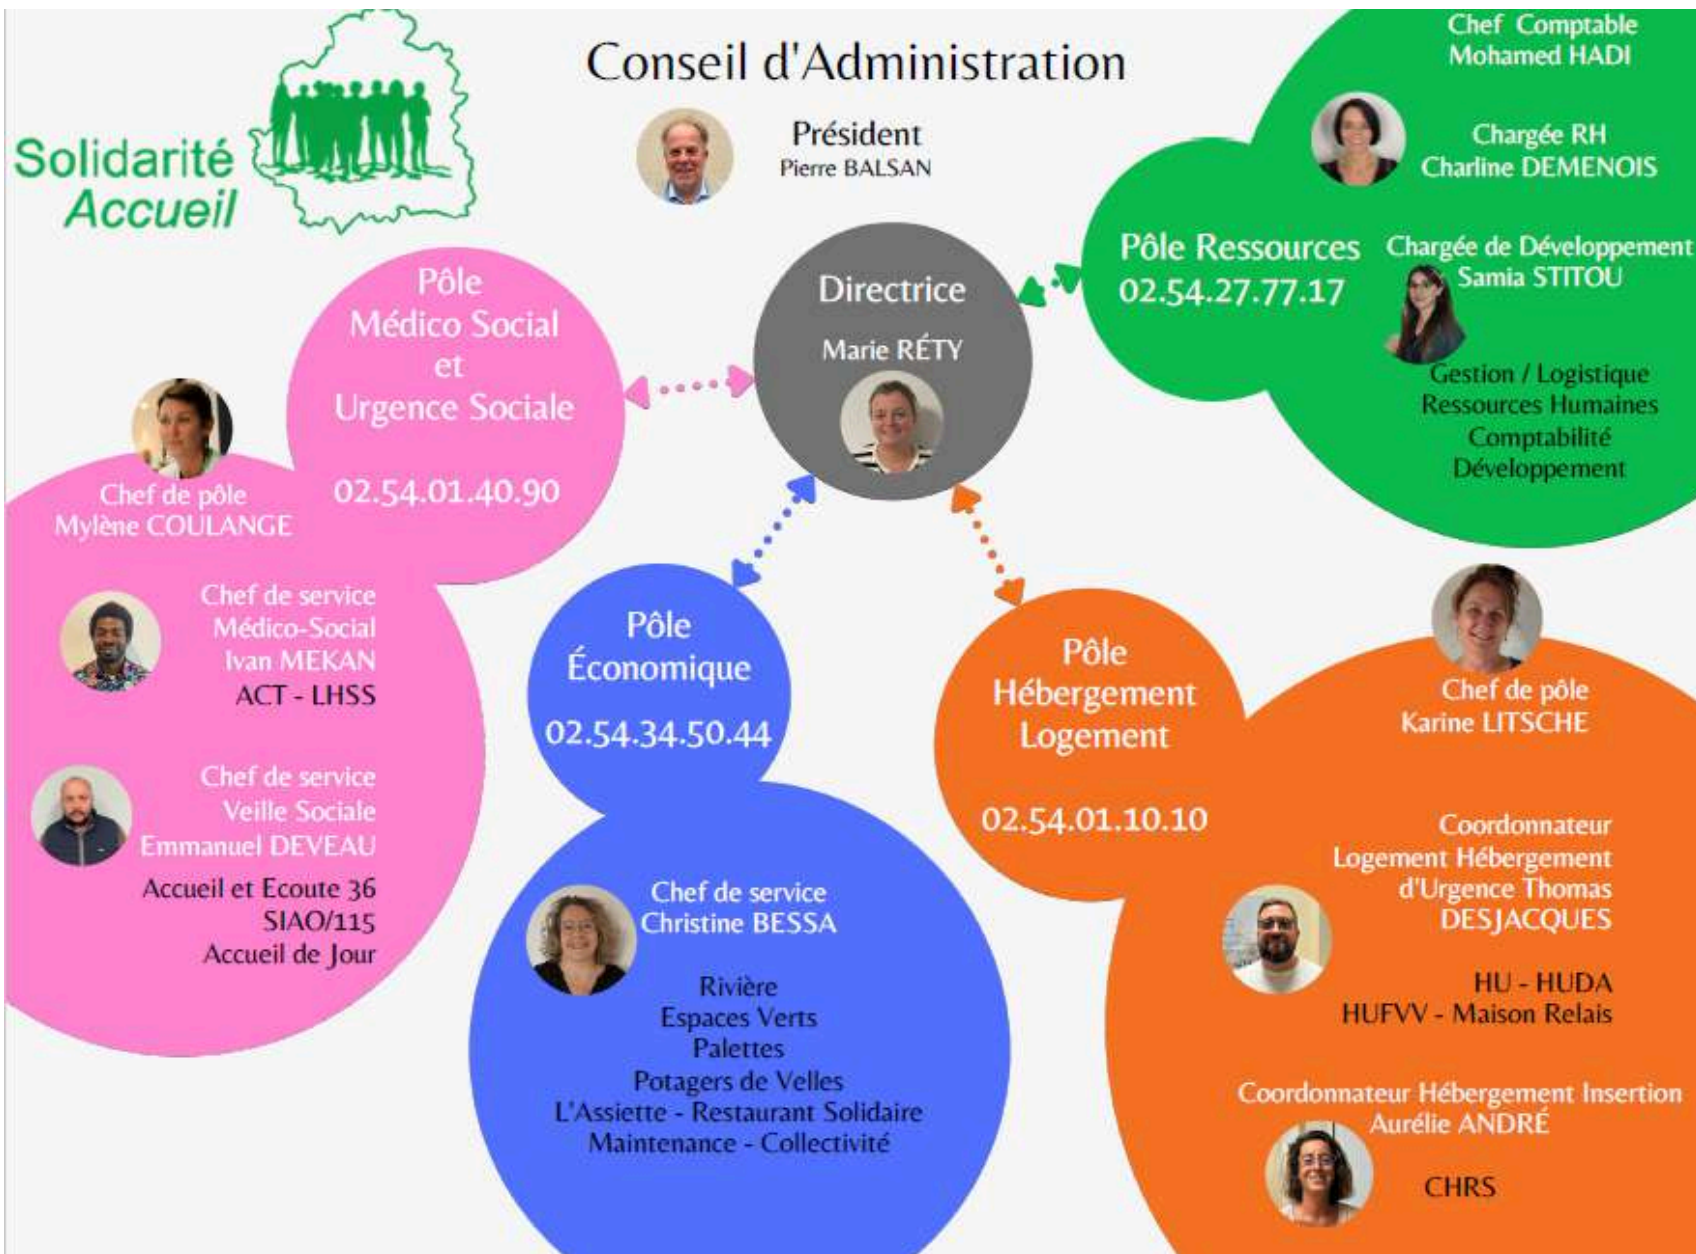 Solidarité
Accueil
Conseil d'Administration
Président
Pierre BALSAN
Directrice
Marie RÉTY
Chef Comptable
Mohamed HADI
Chargée RH
Charline DEMENOIS
Pôle Ressources
02.54.27.77.17
Chargée de Développement
Samia STITOU
Gestion / Logistique
Ressources Humaines
Comptabilité
Développement
Pôle
Médico Social
et
Urgence Sociale
02.54.01.40.90
Chef de pôle
Mylène COULANGE
Chef de service
Médico-Social
Ivan MEKAN
ACT - LHSS
Chef de service
Veille Sociale
Emmanuel DEVEAU
Accueil et Ecoute 36
SIAO/115
Accueil de Jour
Pôle
Économique
02.54.34.50.44
Chef de service
Christine BESSA
Rivière
Espaces Verts
Palettes
Potagers de Velles
L'Assiette - Restaurant Solidaire
Maintenance - Collectivité
Pôle
Hébergement
Logement
02.54.01.10.10
Chef de pôle
Karine LITSCHE
Coordonnateur
Logement Hébergement
d'Urgence Thomas
DESJACQUES
HU - HUDA
HUFVV - Maison Relais
Coordonnateur Hébergement Insertion
Aurélie ANDRÉ
CHRS